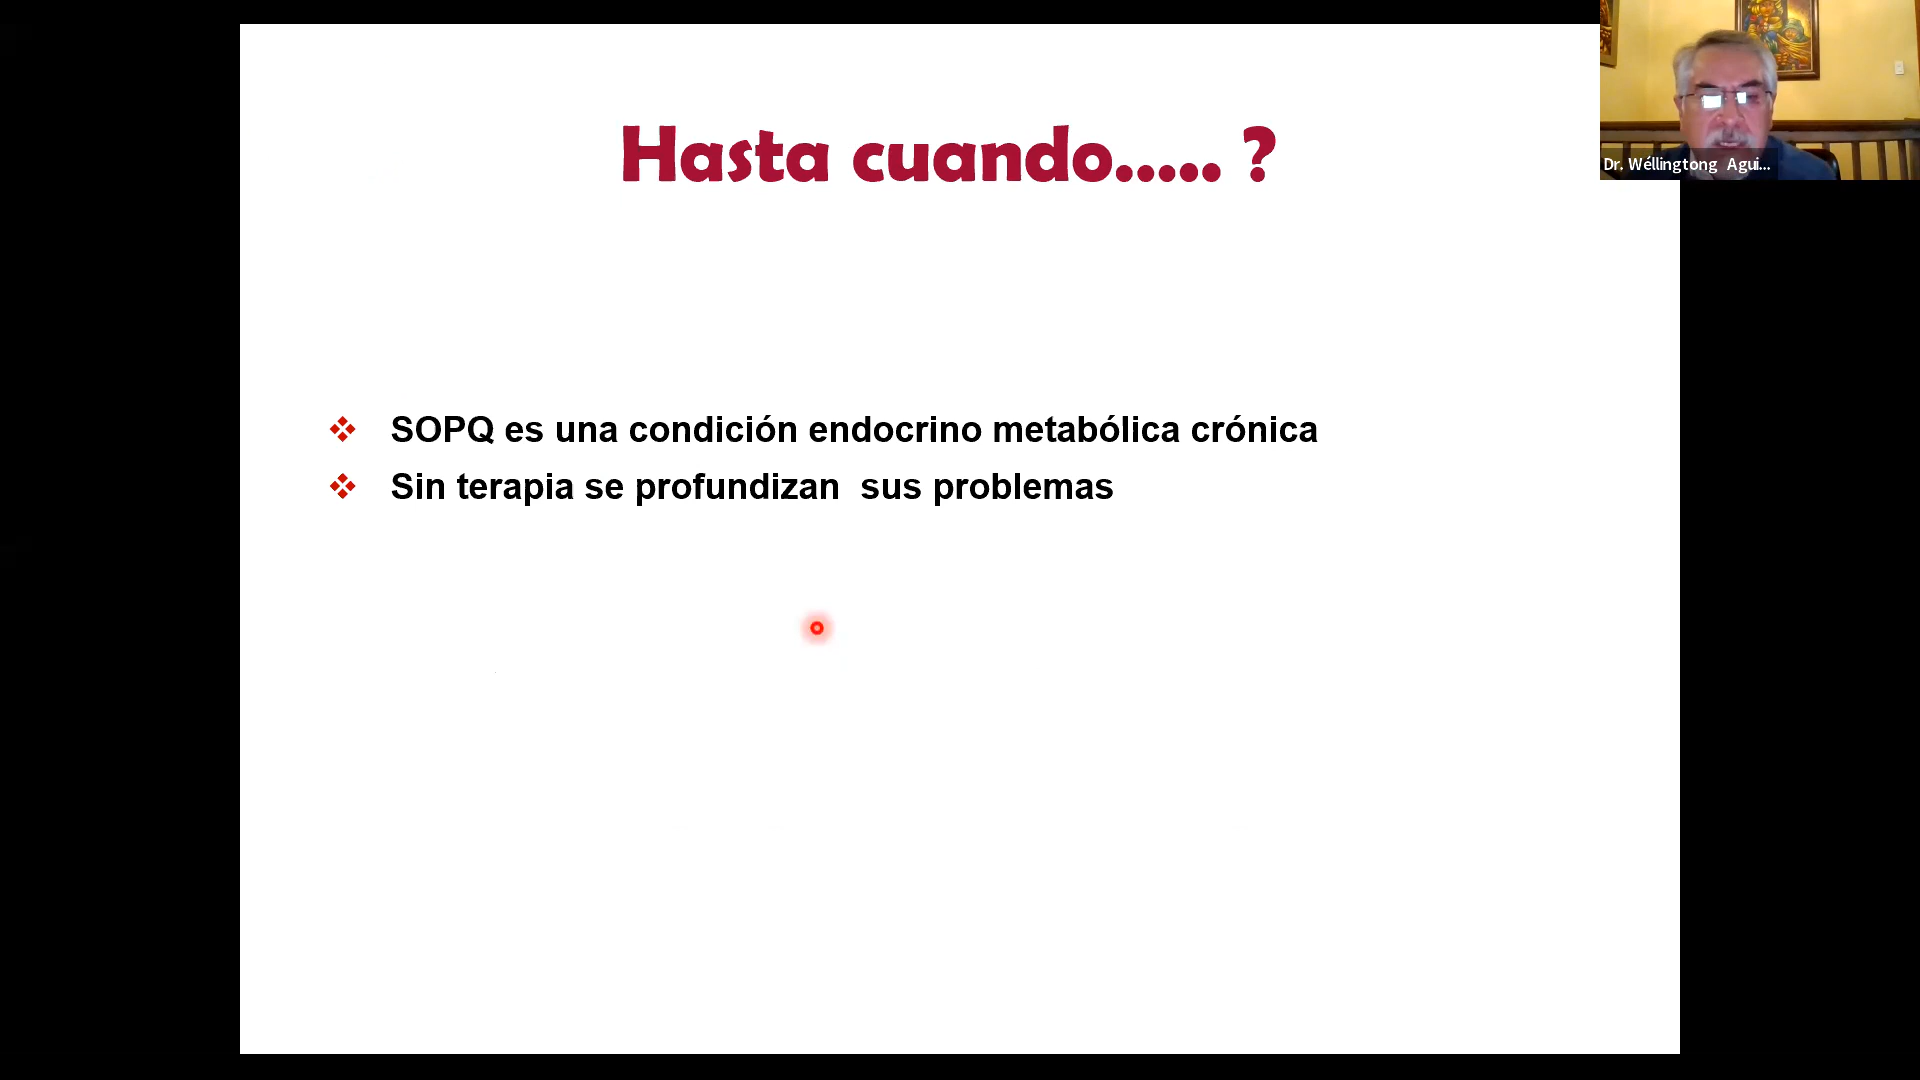 Hasta cuando..... ?
SOPQ es una condición endocrino metabólica crónica
Sin terapia se profundizan  sus problemas
Dr. Wéllingtong  Agui...